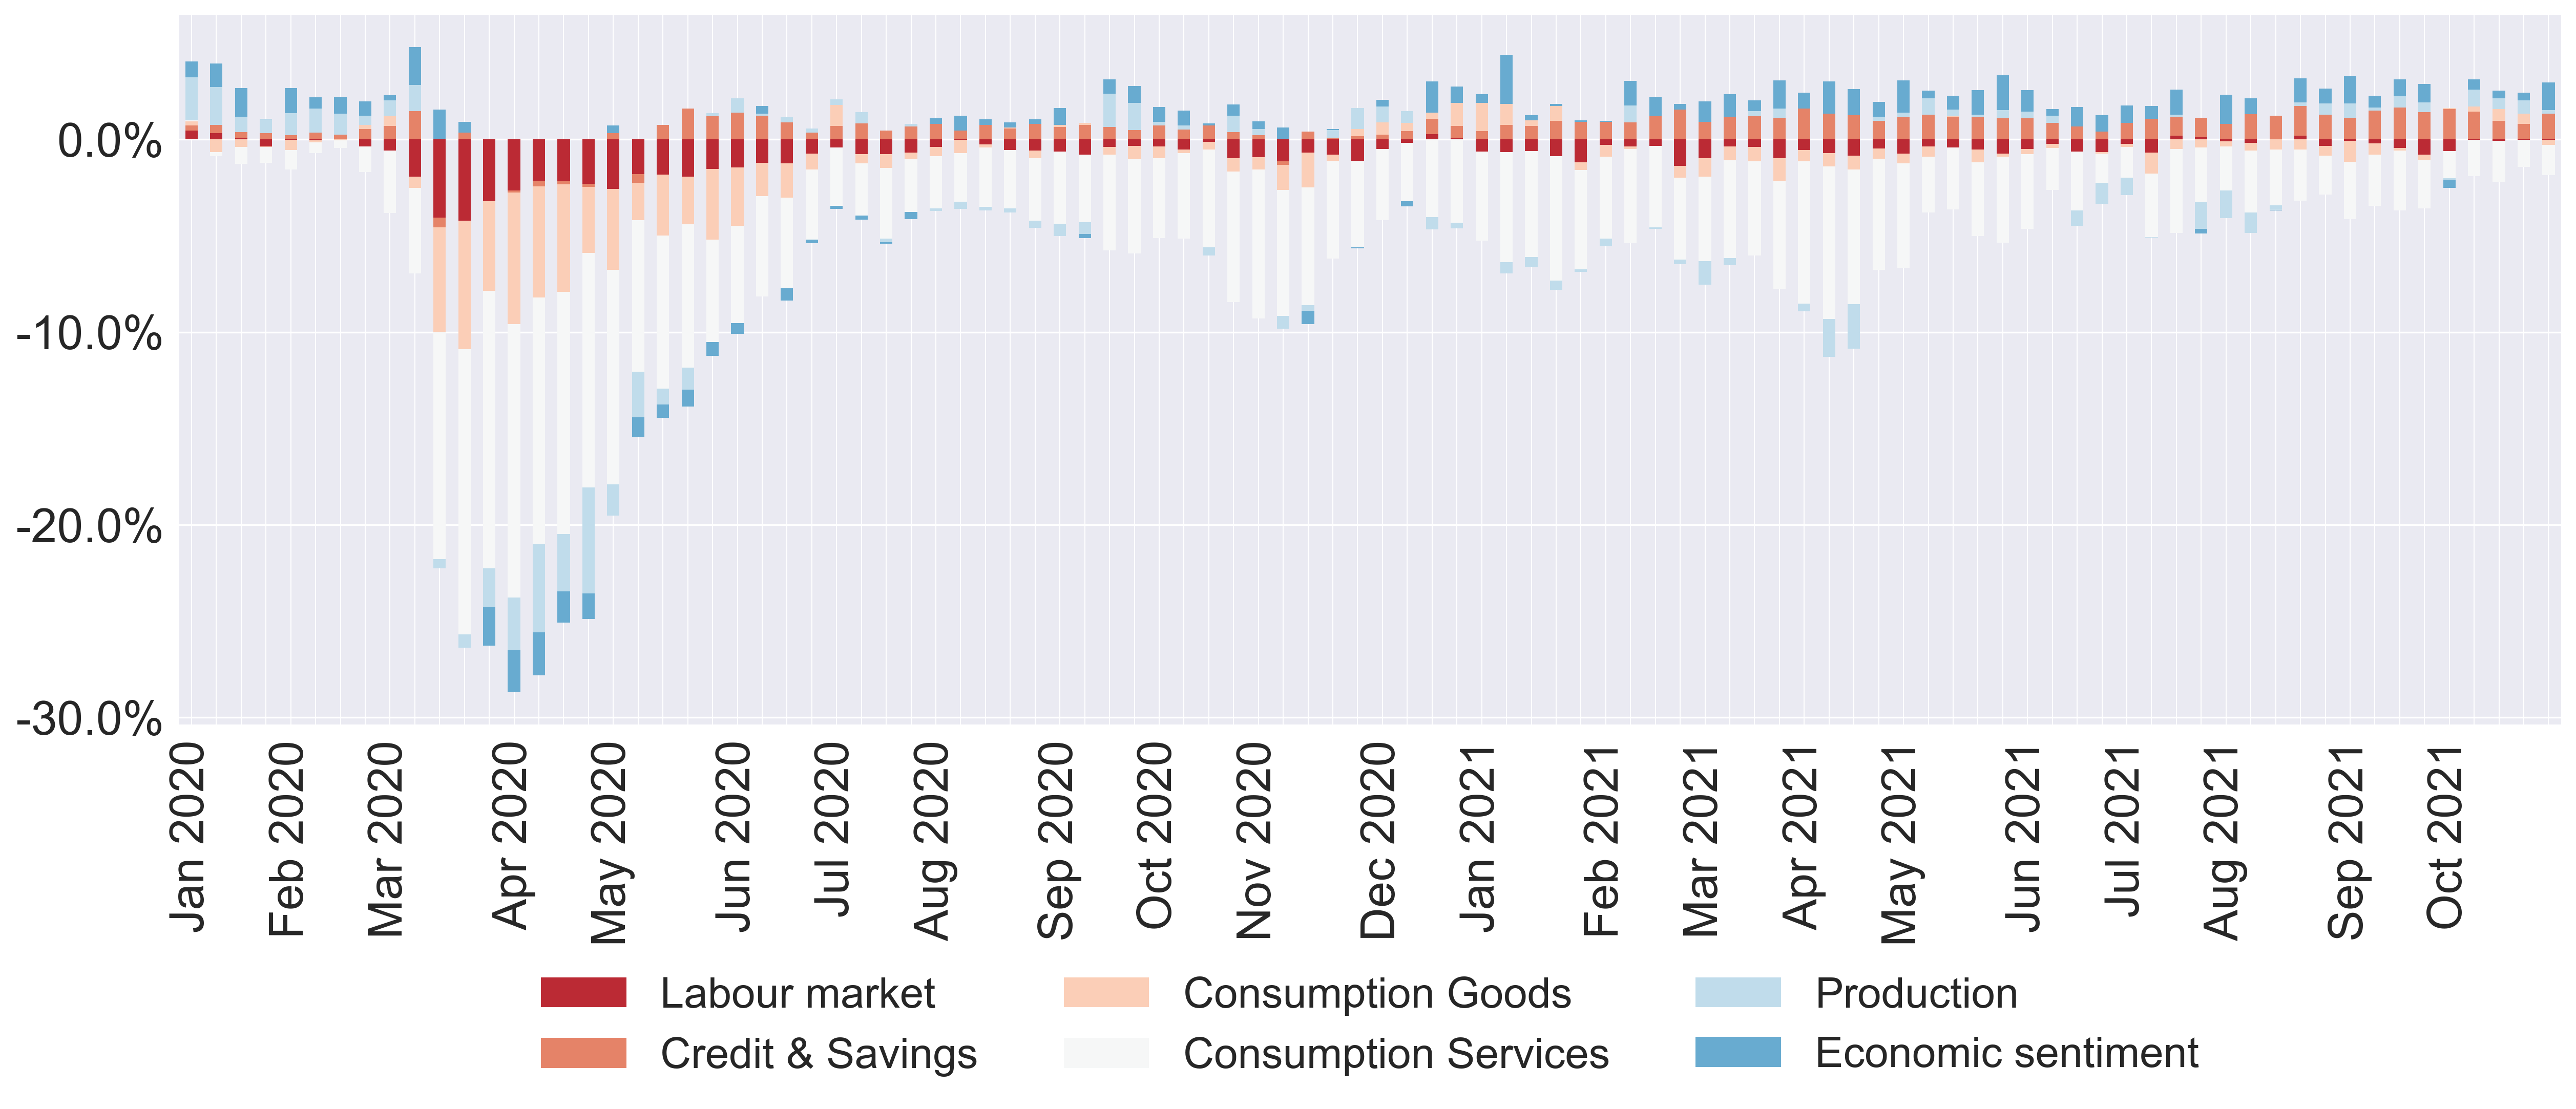 0.0%
-10.0%
-20.0%
-30.0%
Jan 2020
Feb 2020
Mar 2020
Apr 2020
May 2020
Jun 2020
Jul 2020
Aug 2020
Sep 2020
Oct 2020
Nov 2020
Dec 2020
Jan 2021
Feb 2021
Mar 2021
Apr 2021
May 2021
Jun 2021
Jul 2021
Aug 2021
Sep 2021
Oct 2021
Labour market
Credit & Savings
Consumption Goods
Consumption Services
Production
Economic sentiment